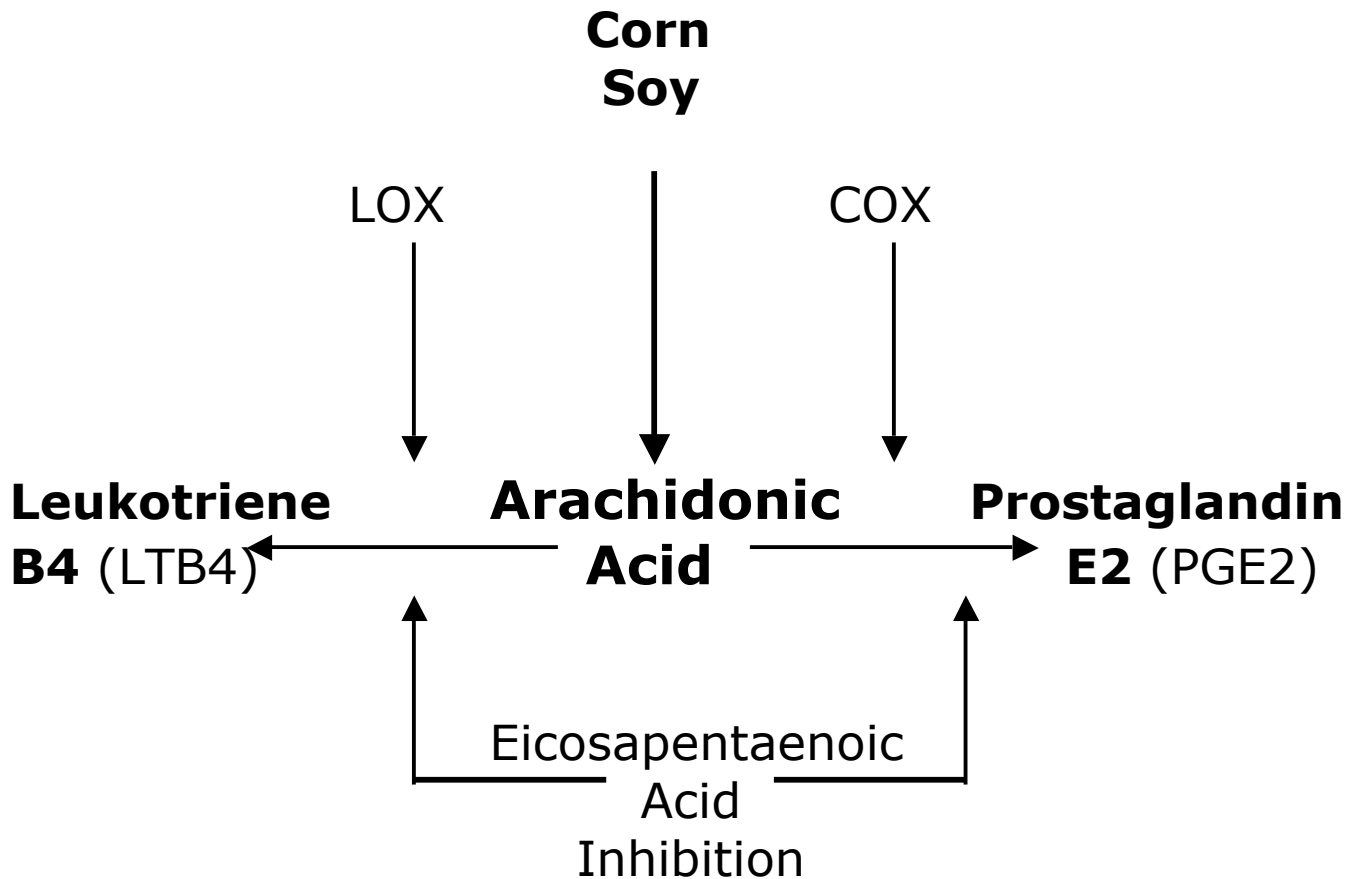 Corn
Soy
LOX
COX
Leukotriene
B4 (LTB4)
Arachidonic
Acid
Prostaglandin
E2 (PGE2)
Eicosapentaenoic
Acid
Inhibition